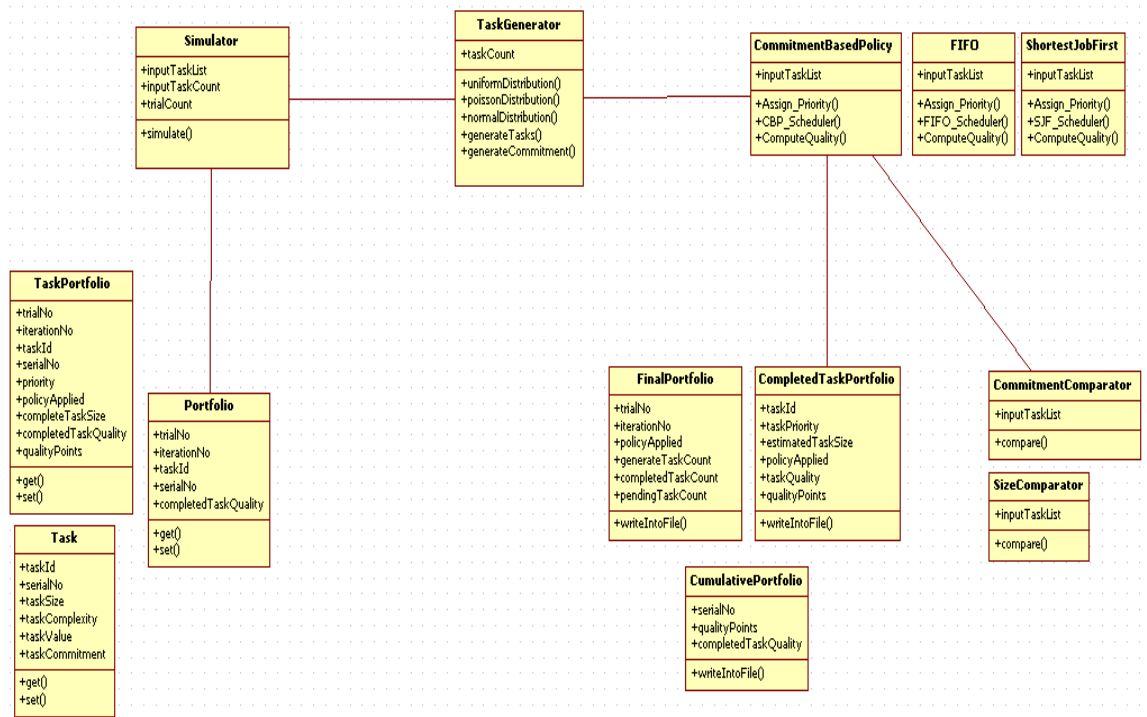 Simulator
+inputTaskList
+inputTaskCount
+trialCount
+simulate()
TaskGenerator
+taskCount
+uniformDistribution()
+poissonDistribution()
+normalDistribution()
+generateTasks()
+generateCommitment()
CommitmentBasedPolicy
+inputTaskList
+Assign_Priority()
+CBP_Scheduler()
+ComputeQuality()
FIFO
+inputTaskList
+Assign_Priority()
+FIFO_Scheduler()
+ComputeQuality()
ShortestJobFirst
+inputTaskList
+Assign_Priority()
+SJF_Scheduler()
+ComputeQuality()
TaskPortfolio
+trialNo
+iterationNo
+taskId
+serialNo
+priority
+policyApplied
+completeTaskSize
+completedTaskQuality
+qualityPoints
+get()
+set()
Portfolio
+trialNo
+iterationNo
+taskId
+serialNo
+completedTaskQuality
+get()
+set()
FinalPortfolio
+trialNo
+iterationNo
+policyApplied
+generateTaskCount
+completedTaskCount
+pendingTaskCount
+writeIntoFile()
CompletedTaskPortfolio
+taskId
+taskPriority
+estimatedTaskSize
+policyApplied
+taskQuality
+qualityPoints
+writeIntoFile()
CommitmentComparator
+inputTaskList
+compare()
SizeComparator
+inputTaskList
+compare()
Task
+taskId
+serialNo
+taskSize
+taskComplexity
+taskValue
+taskCommitment
+get()
+set()
CumulativePortfolio
+serialNo
+qualityPoints
+completedTaskQuality
+writeIntoFile()